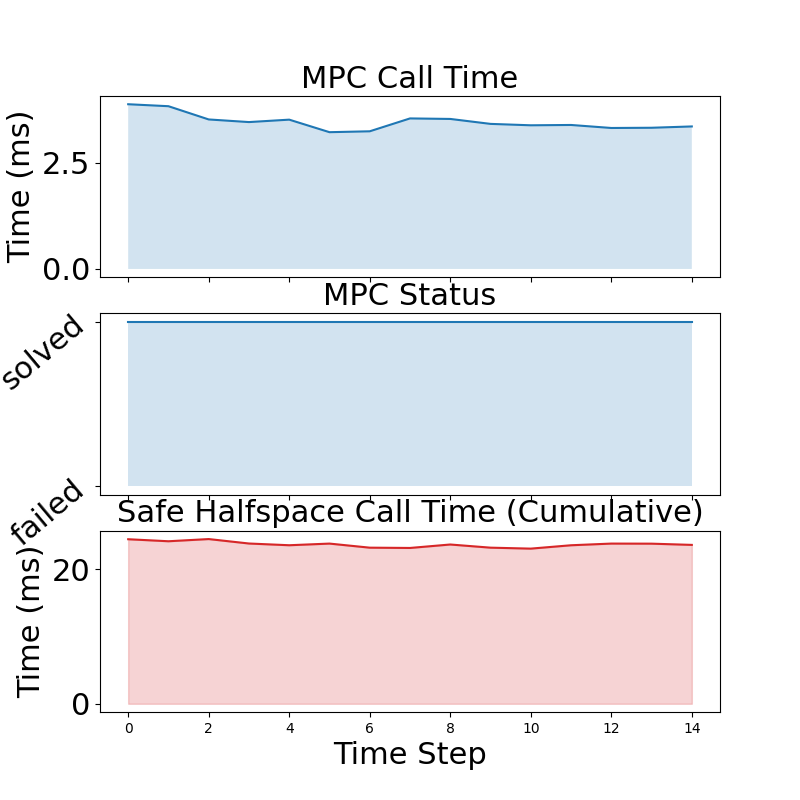 MPC Call Time
Time (ms)
2.5
0.0
MPC Status
solved
failed
Safe Halfspace Call Time (Cumulative)
Time (ms)
20
0
0 2 4 6 8 10 12 14
Time Step